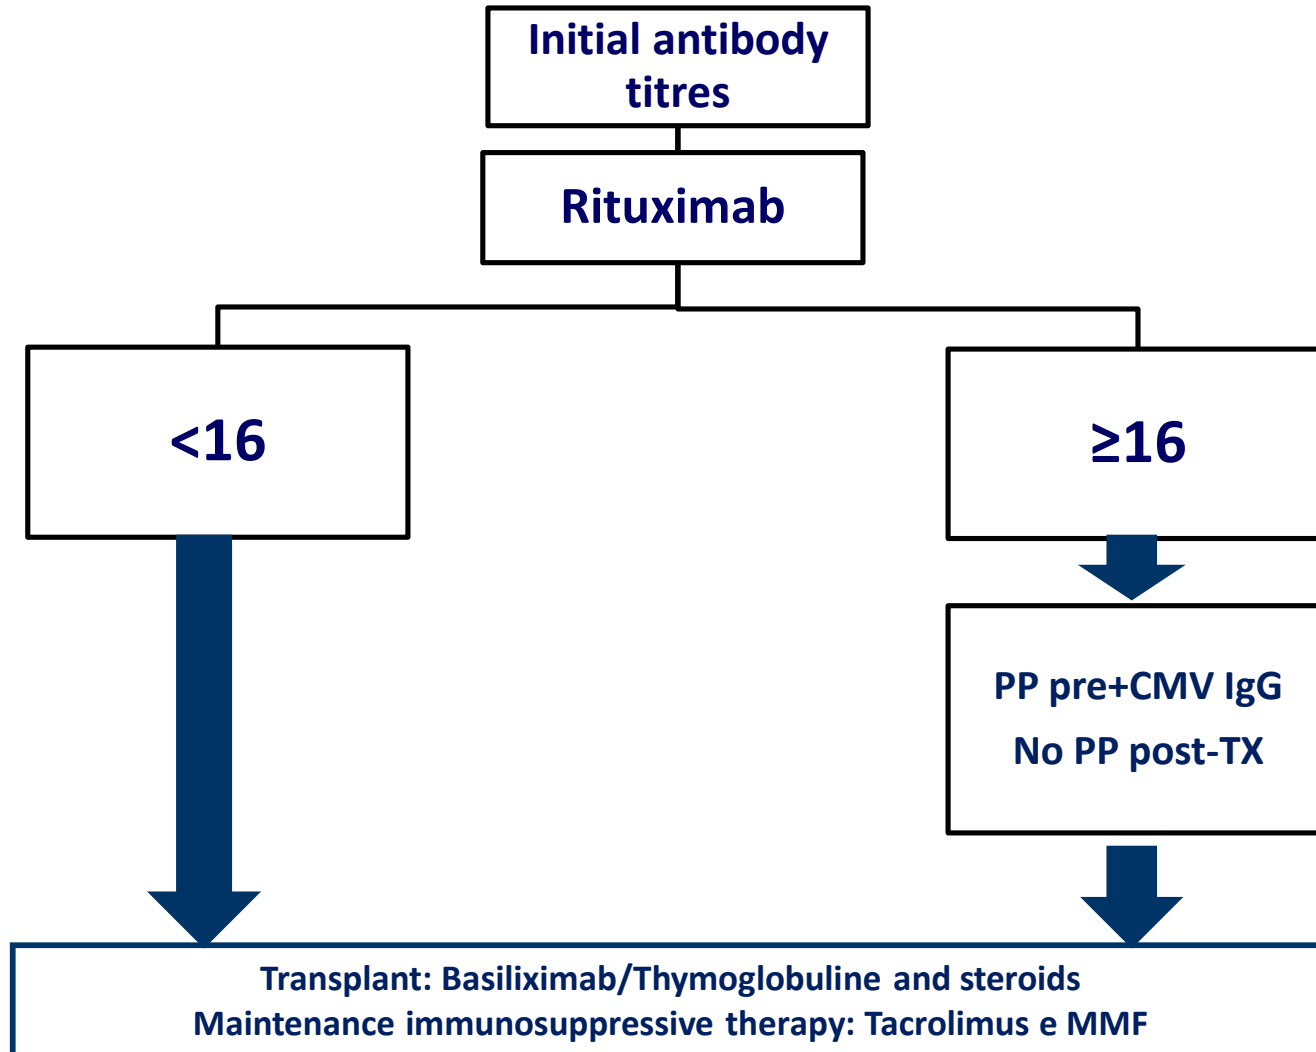 Initial antibody
titres
Rituximab
<16
≥16
PP pre+CMV IgG
No PP post-TX
Transplant: Basiliximab/Thymoglobuline and steroids
Maintenance immunosuppressive therapy: Tacrolimus e MMF